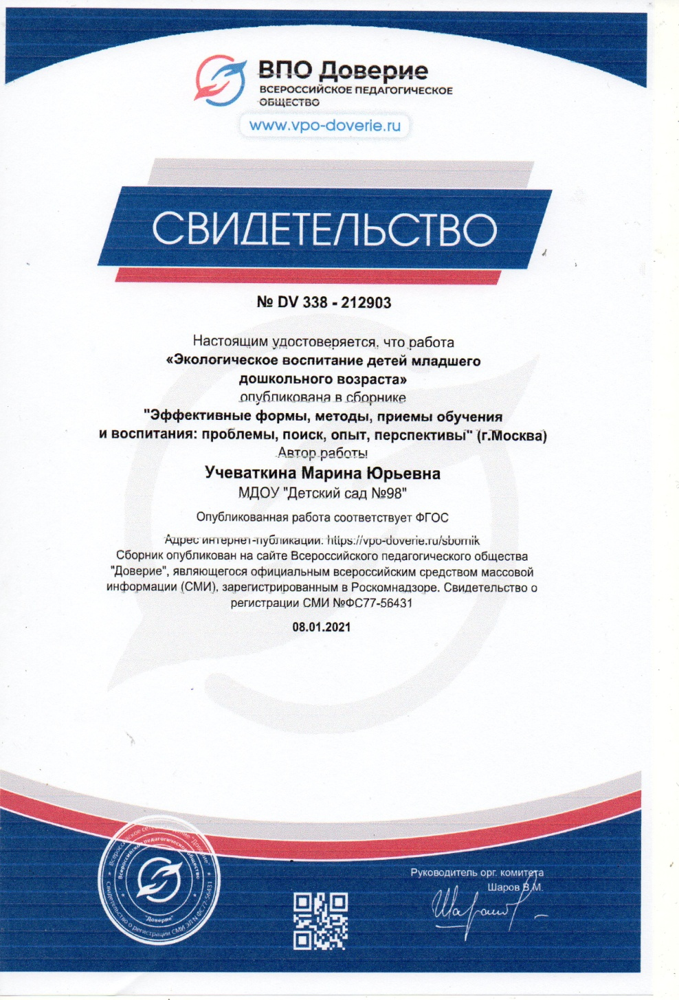 ВПО Доверие
ВСЕРОССИЙСКОЕ ПЕДАГОГИЧЕСКОЕ
ОБЩЕСТВО
www.vpo-doverie.ru
СВИДЕТЕЛЬСТВО
№ DV 338 - 212903
Настоящим удостоверяется, что работа
«Экологическое воспитание детей младшего
дошкольного возраста»
опубликована в сборнике
"Эффективные формы, методы, приемы обучения
и воспитания: проблемы, поиск, опыт, перспективы" (г.Москва)
Автор работы
Учеваткина Марина Юрьевна
МДОУ "Детский сад №98"
Опубликованная работа соответствует ФГОС
Адрес интернет-публикации: https://vpo-doverie.ru/sbornik
Сборник опубликован на сайте Всероссийского педагогического общества
"Доверие", являющегося официальным всероссийским средством массовой
информации (СМИ), зарегистрированным в Роскомнадзоре. Свидетельство о
регистрации СМИ №ФС77-56431
08.01.2021
Всероссийское педагогическое общество
"Доверие"
Свидетельство о регистрации СМИ ЭЛ N ФС77-56431
Руководитель орг. комитета
Шаров В.М.